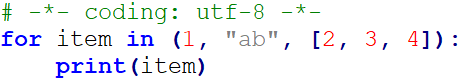 # -*- coding: utf-8 -*-
for item in (1, "ab", [2, 3, 4]):
    print(item)